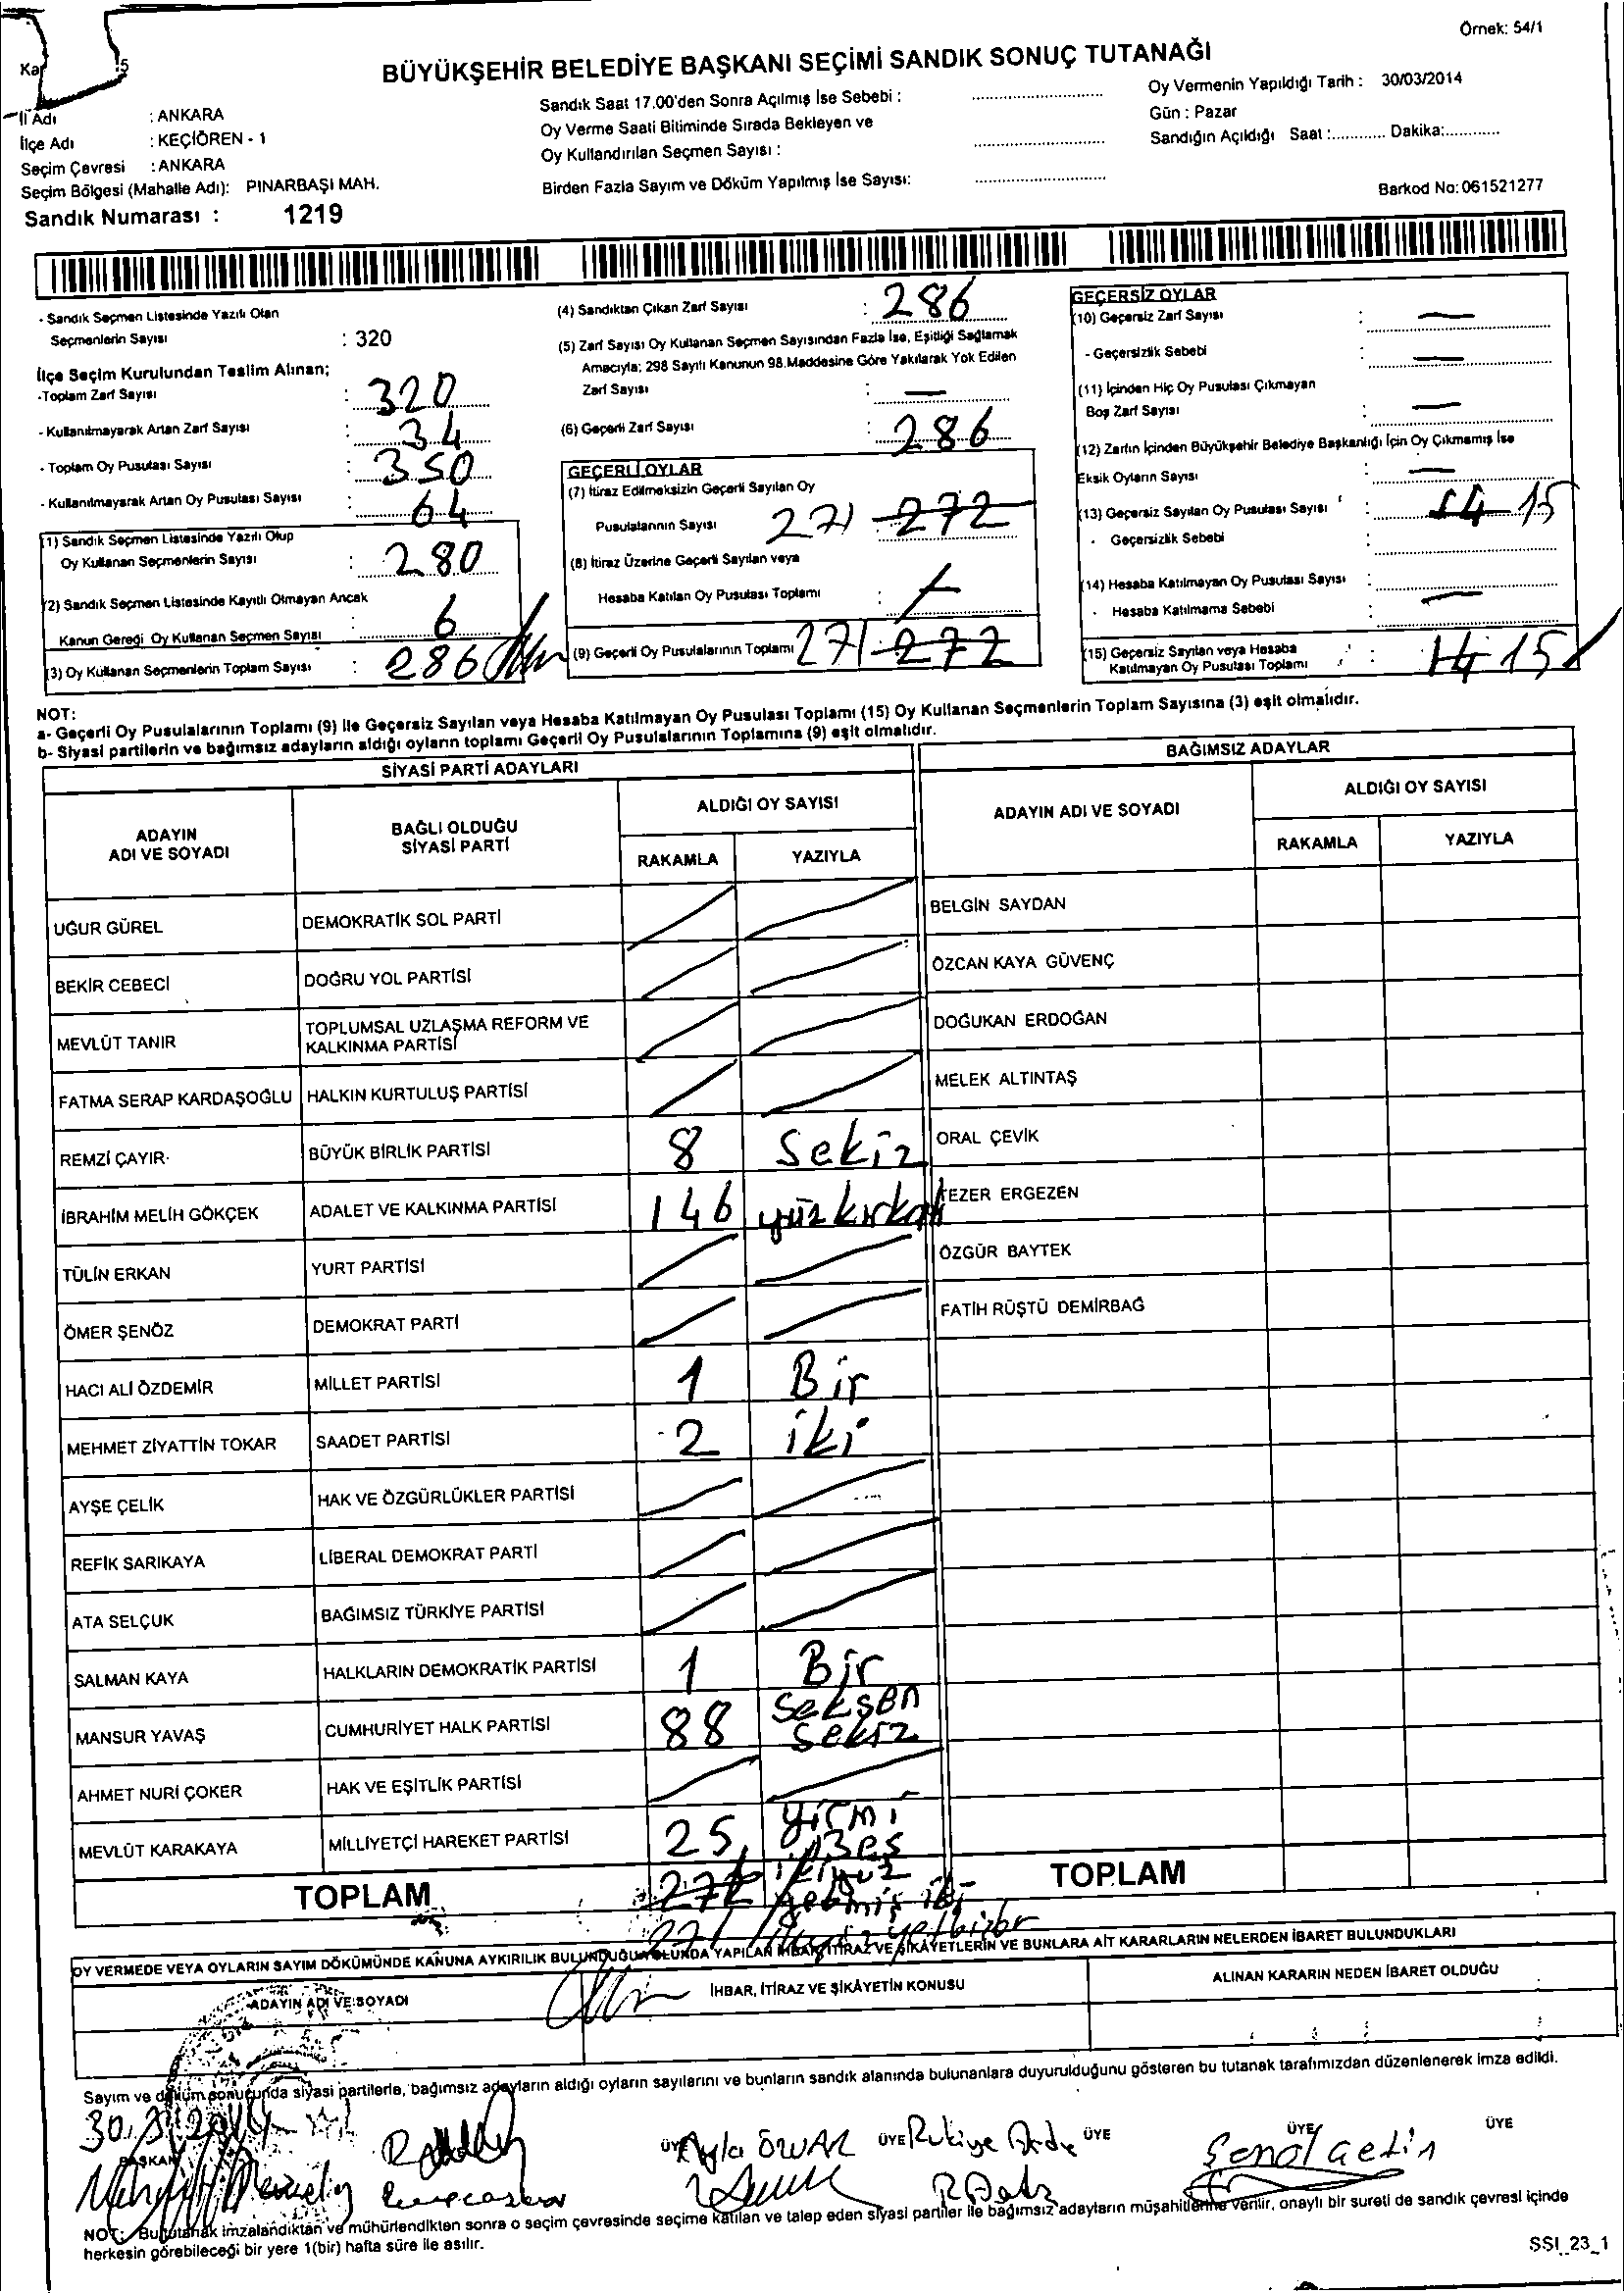 Örnek: 54/1
BÜYÜKŞEHİR BELEDİYE BAŞKANI SEÇİMİ SANDIK SONUÇ TUTANAĞI
İl Adı : ANKARA
İlçe Adı : KEÇİÖREN - 1
Seçim Çevresi : ANKARA
Seçim Bölgesi (Mahalle Adı): PINARBAŞI MAH.
Sandık Numarası : 1219
Sandık Saat 17.00'den Sonra Açılmış İse Sebebi :
Oy Verme Saati Bitiminde Sırada Bekleyen ve
Oy Kullandırılan Seçmen Sayısı :
Birden Fazla Sayım ve Döküm Yapılmış İse Sayısı:
Oy Vermenin Yapıldığı Tarih : 30/03/2014
Gün : Pazar
Sandığın Açıldığı Saat :............ Dakika:............
Barkod No: 061521277
- Sandık Seçmen Listesinde Yazılı Olan
Seçmenlerin Sayısı : 320
İlçe Seçim Kurulundan Teslim Alınan;
-Toplam Zarf Sayısı : 320
- Kullanılmayarak Artan Zarf Sayısı : 34
- Toplam Oy Pusulası Sayısı : 350
- Kullanılmayarak Artan Oy Pusulası Sayısı : 64
(1) Sandık Seçmen Listesinde Yazılı Olup
Oy Kullanan Seçmenlerin Sayısı : 280
(2) Sandık Seçmen Listesinde Kayıtlı Olmayan Ancak
Kanun Gereği Oy Kullanan Seçmen Sayısı : 6
(3) Oy Kullanan Seçmenlerin Toplam Sayısı : 286
(4) Sandıktan Çıkan Zarf Sayısı : 286
(5) Zarf Sayısı Oy Kullanan Seçmen Sayısından Fazla İse, Eşitliği Sağlamak
Amacıyla; 298 Sayılı Kanunun 98.Maddesine Göre Yakılarak Yok Edilen
Zarf Sayısı : —
(6) Geçerli Zarf Sayısı : 286
GEÇERLİ OYLAR
(7) İtiraz Edilmeksizin Geçerli Sayılan Oy
Pusulalarının Sayısı 271 272
(8) İtiraz Üzerine Geçerli Sayılan veya
Hesaba Katılan Oy Pusulası Toplamı :
(9) Geçerli Oy Pusulalarının Toplamı 271 272
GEÇERSİZ OYLAR
(10) Geçersiz Zarf Sayısı : —
- Geçersizlik Sebebi : —
(11) İçinden Hiç Oy Pusulası Çıkmayan
Boş Zarf Sayısı : —
(12) Zarfın İçinden Büyükşehir Belediye Başkanlığı İçin Oy Çıkmamış İse
Eksik Oyların Sayısı : —
(13) Geçersiz Sayılan Oy Pusulası Sayısı : 14 15
- Geçersizlik Sebebi :
(14) Hesaba Katılmayan Oy Pusulası Sayısı :
- Hesaba Katılmama Sebebi : —
(15) Geçersiz Sayılan veya Hesaba
Katılmayan Oy Pusulası Toplamı : 14 15
NOT:
a- Geçerli Oy Pusulalarının Toplamı (9) ile Geçersiz Sayılan veya Hesaba Katılmayan Oy Pusulası Toplamı (15) Oy Kullanan Seçmenlerin Toplam Sayısına (3) eşit olmalıdır.
b- Siyasi partilerin ve bağımsız adayların aldığı oyların toplamı Geçerli Oy Pusulalarının Toplamına (9) eşit olmalıdır.
SİYASİ PARTİ ADAYLARI
ADAYIN
ADI VE SOYADI
BAĞLI OLDUĞU
SİYASİ PARTİ
ALDIĞI OY SAYISI
RAKAMLA YAZIYLA
UĞUR GÜREL DEMOKRATİK SOL PARTİ
BEKİR CEBECİ DOĞRU YOL PARTİSİ
MEVLÜT TANIR TOPLUMSAL UZLAŞMA REFORM VE
KALKINMA PARTİSİ
FATMA SERAP KARDAŞOĞLU HALKIN KURTULUŞ PARTİSİ
REMZİ ÇAYIR BÜYÜK BİRLİK PARTİSİ 8 Sekiz
İBRAHİM MELİH GÖKÇEK ADALET VE KALKINMA PARTİSİ 146 yüzkırkaltı
TÜLİN ERKAN YURT PARTİSİ
ÖMER ŞENÖZ DEMOKRAT PARTİ
HACI ALİ ÖZDEMİR MİLLET PARTİSİ 1 Bir
MEHMET ZİYATTİN TOKAR SAADET PARTİSİ 2 iki
AYŞE ÇELİK HAK VE ÖZGÜRLÜKLER PARTİSİ
REFİK SARIKAYA LİBERAL DEMOKRAT PARTİ
ATA SELÇUK BAĞIMSIZ TÜRKİYE PARTİSİ
SALMAN KAYA HALKLARIN DEMOKRATİK PARTİSİ 1 Bir
MANSUR YAVAŞ CUMHURİYET HALK PARTİSİ 88 Seksen
Sekiz
AHMET NURİ ÇOKER HAK VE EŞİTLİK PARTİSİ
MEVLÜT KARAKAYA MİLLİYETÇİ HAREKET PARTİSİ 25 yirmi
Beş
TOPLAM 272 ikiyüz
yetmiş iki
271 ikiyüzyetbizbr
BAĞIMSIZ ADAYLAR
ADAYIN ADI VE SOYADI
ALDIĞI OY SAYISI
RAKAMLA YAZIYLA
BELGİN SAYDAN
ÖZCAN KAYA GÜVENÇ
DOĞUKAN ERDOĞAN
MELEK ALTINTAŞ
ORAL ÇEVİK
TEZER ERGEZEN
ÖZGÜR BAYTEK
FATİH RÜŞTÜ DEMİRBAĞ
TOPLAM
OY VERMEDE VEYA OYLARIN SAYIM DÖKÜMÜNDE KANUNA AYKIRILIK BULUNDUĞU YOLUNDA YAPILAN İHBAR, İTİRAZ VE ŞİKÂYETLERİN VE BUNLARA AİT KARARLARIN NELERDEN İBARET BULUNDUKLARI
ADAYIN ADI VE SOYADI
İHBAR, İTİRAZ VE ŞİKÂYETİN KONUSU
ALINAN KARARIN NEDEN İBARET OLDUĞU
Sayım ve döküm sonucunda siyasi partilerle, bağımsız adayların aldığı oyların sayılarını ve bunların sandık alanında bulunanlara duyurulduğunu gösteren bu tutanak tarafımızdan düzenlenerek imza edildi.
30.3.2014
BAŞKAN
ÜYE Ayla ÖZVAR ÜYE Rukiye ÜYE ÜYE Şenol Çetin ÜYE
NOT: Bu tutanak imzalandıktan ve mühürlendikten sonra o seçim çevresinde seçime katılan ve talep eden siyasi partiler ile bağımsız adayların müşahitlerine verilir, onaylı bir sureti de sandık çevresi içinde
herkesin görebileceği bir yere 1(bir) hafta süre ile asılır.
SSI_23_1